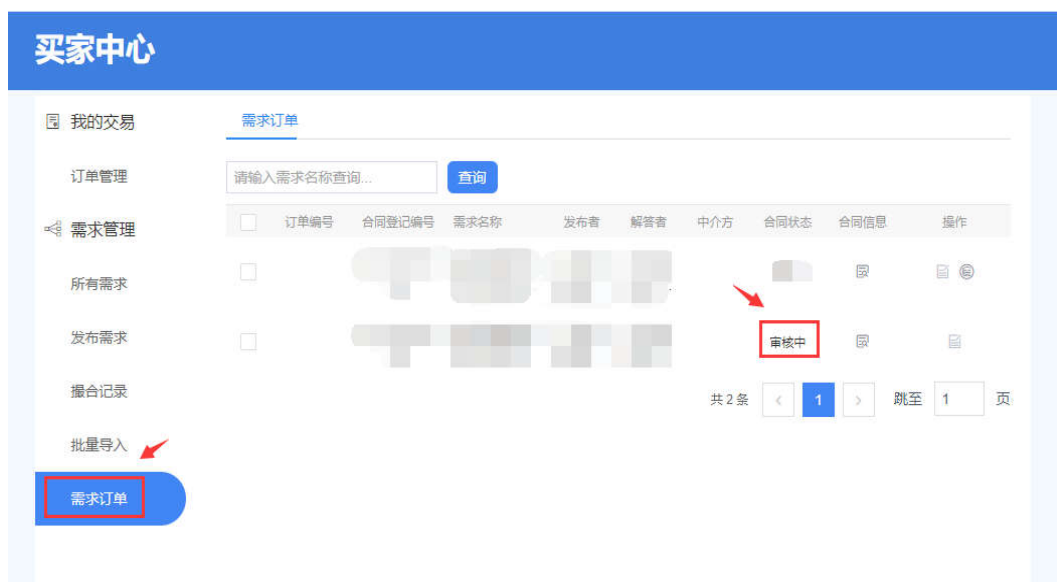 买家中心
我的交易
订单管理
需求管理
所有需求
发布需求
撮合记录
批量导入
需求订单
需求订单
请输入需求名称查询... 查询
订单编号 合同登记编号 需求名称 发布者 解答者 中介方 合同状态 合同信息 操作
审核中
共2条 < 1 > 跳至 1 页